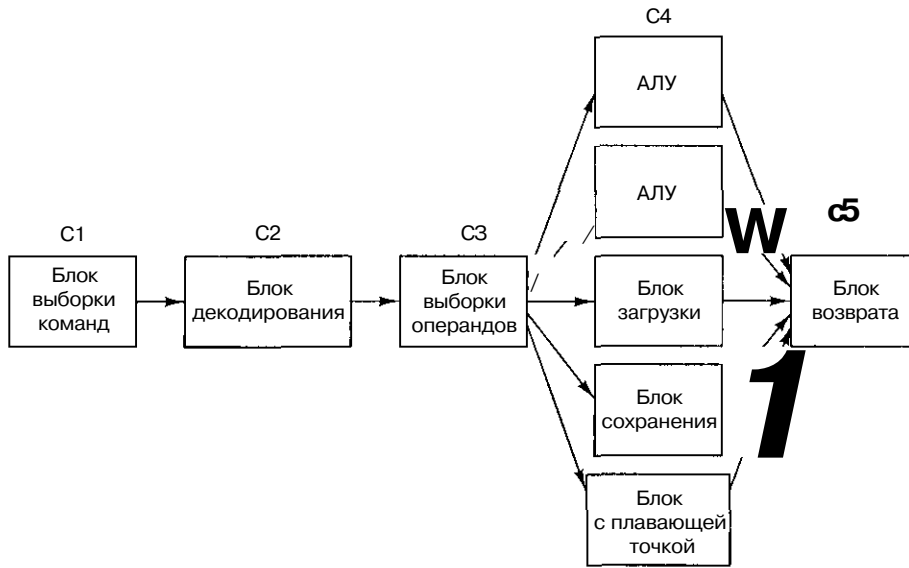 C4
АЛУ
АЛУ
W
c5
C1
C2
C3
Блок
выборки
команд
Блок
декодирования
Блок
выборки
операндов
Блок
загрузки
Блок
возврата
1
Блок
сохранения
Блок
с плавающей
точкой